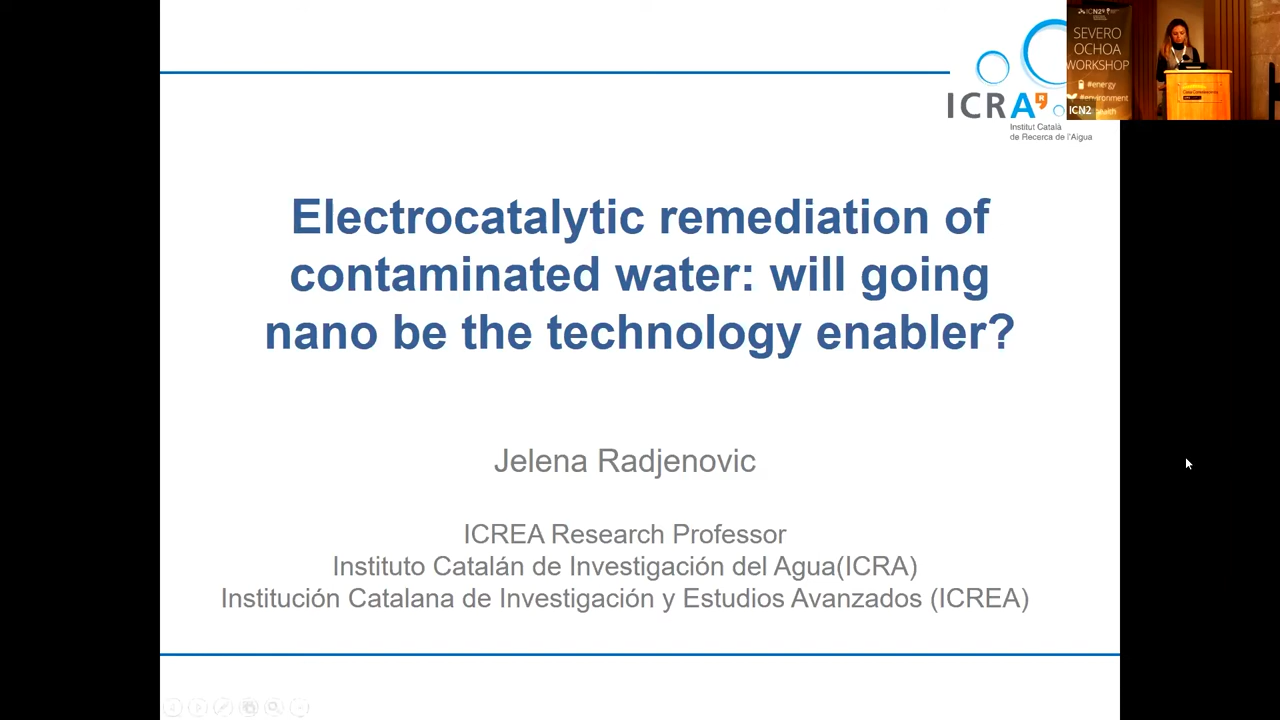 ICRA
Institut Català
de Recerca de l'Aigua
ICN2
SEVERO
OCHOA
WORKSHOP
#energy
#environment
ICN2
Electrocatalytic remediation of
contaminated water: will going
nano be the technology enabler?
Jelena Radjenovic
ICREA Research Professor
Instituto Catalán de Investigación del Agua(ICRA)
Institución Catalana de Investigación y Estudios Avanzados (ICREA)